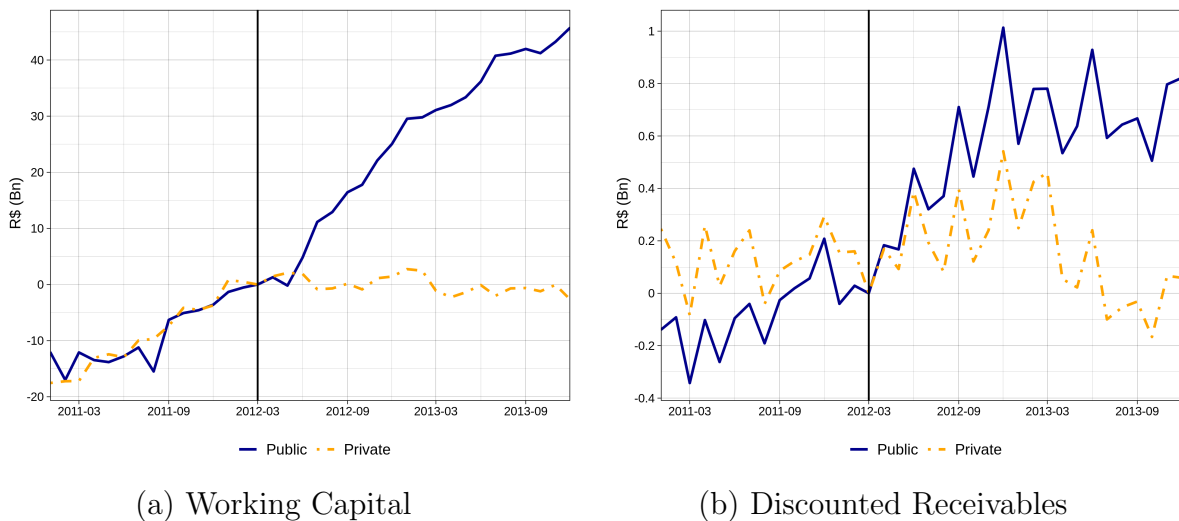 R$ (Bn)
40
30
20
10
0
-10
-20
2011-03 2011-09 2012-03 2012-09 2013-03 2013-09
Public Private
(a) Working Capital
R$ (Bn)
1
0.8
0.6
0.4
0.2
0
-0.2
-0.4
2011-03 2011-09 2012-03 2012-09 2013-03 2013-09
Public Private
(b) Discounted Receivables